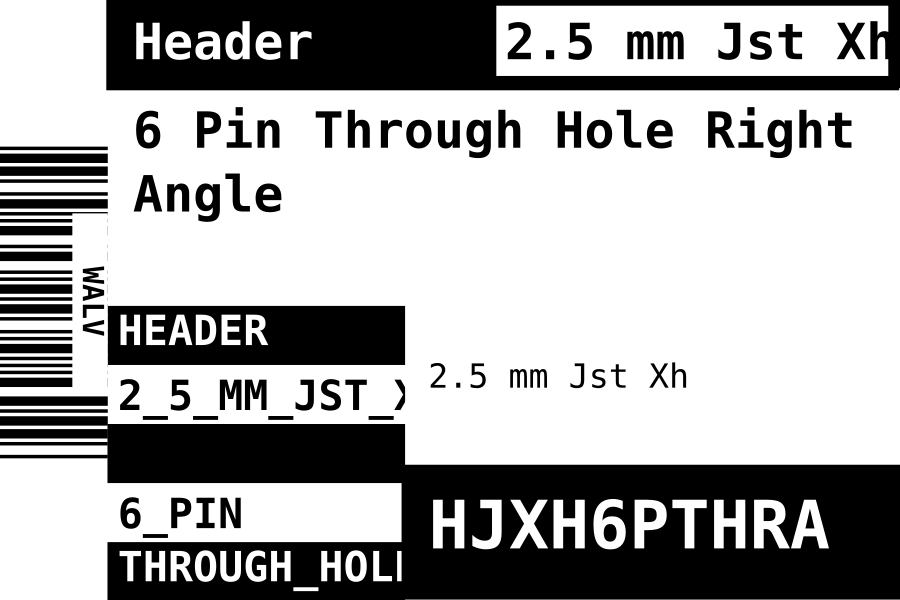 Header
2.5 mm Jst Xh
6 Pin Through Hole Right
Angle
WALV
HEADER
2_5_MM_JST_X
2.5 mm Jst Xh
6_PIN
THROUGH_HOL
HJXH6PTHRA